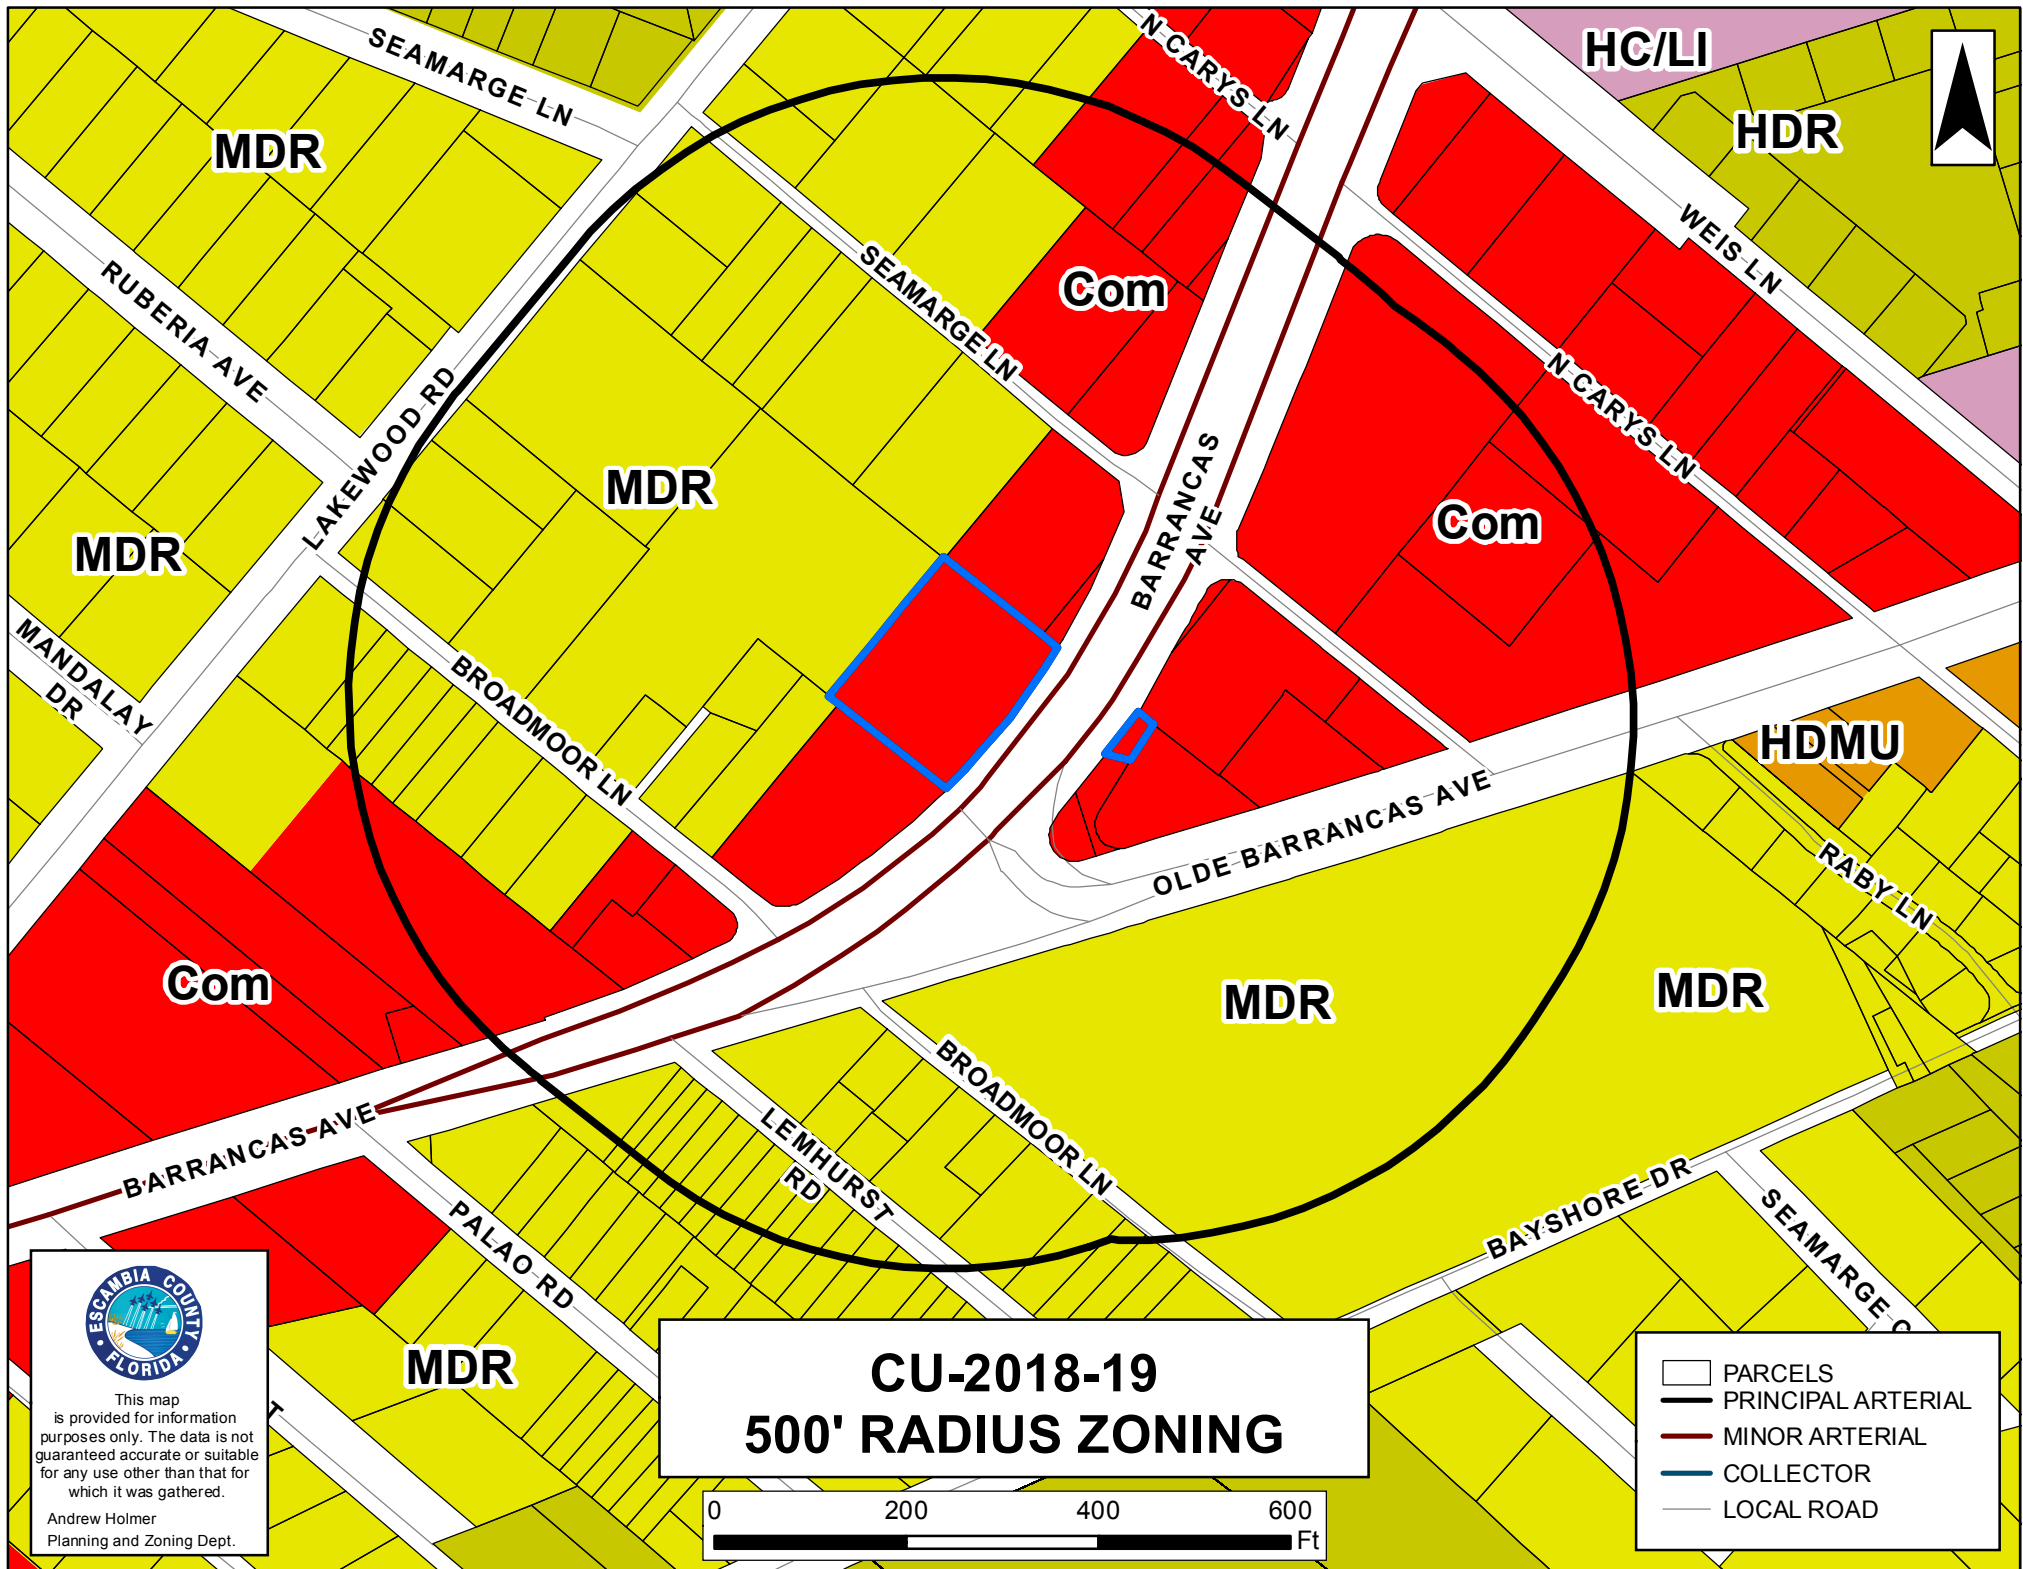 SEAMARGE LN
N CARYS LN
HC/LI
HDR
MDR
WEIS LN
RUBERIA AVE
SEAMARGE LN
Com
N CARYS LN
LAKEWOOD RD
MDR
BARRANCAS
AVE
Com
MDR
MANDALAY
DR
BROADMOOR LN
HDMU
OLDE BARRANCAS AVE
RABY LN
Com
MDR
MDR
BROADMOOR LN
BARRANCAS AVE
LEMHURST
RD
PALAO RD
BAYSHORE DR
SEAMARGE C
MDR
T
ESCAMBIA COUNTY
FLORIDA
This map
is provided for information
purposes only. The data is not
guaranteed accurate or suitable
for any use other than that for
which it was gathered.
Andrew Holmer
Planning and Zoning Dept.
CU-2018-19
500' RADIUS ZONING
0 200 400 600
Ft
PARCELS
PRINCIPAL ARTERIAL
MINOR ARTERIAL
COLLECTOR
LOCAL ROAD